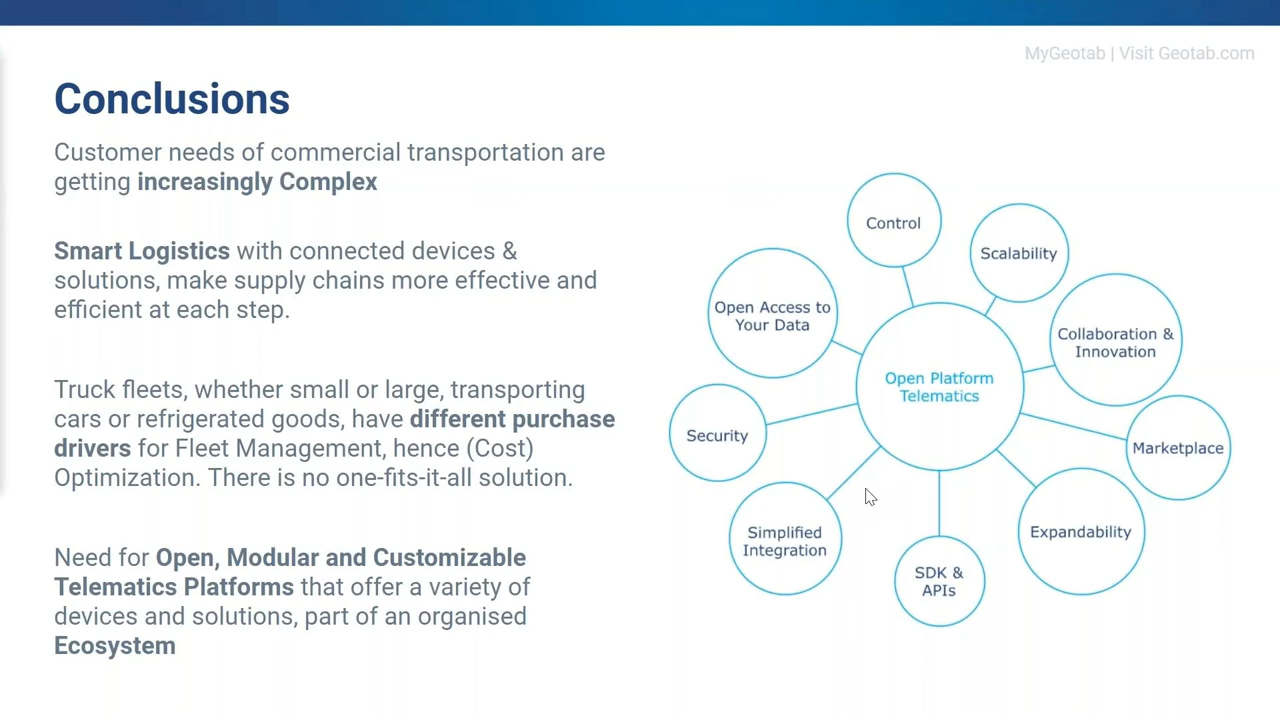 MyGeotab | Visit Geotab.com
Conclusions
Customer needs of commercial transportation are
getting increasingly Complex
Smart Logistics with connected devices &
solutions, make supply chains more effective and
efficient at each step.
Truck fleets, whether small or large, transporting
cars or refrigerated goods, have different purchase
drivers for Fleet Management, hence (Cost)
Optimization. There is no one-fits-it-all solution.
Need for Open, Modular and Customizable
Telematics Platforms that offer a variety of
devices and solutions, part of an organised
Ecosystem
Control
Scalability
Open Access to
Your Data
Collaboration &
Innovation
Open Platform
Telematics
Security
Marketplace
Simplified
Integration
Expandability
SDK &
APIs